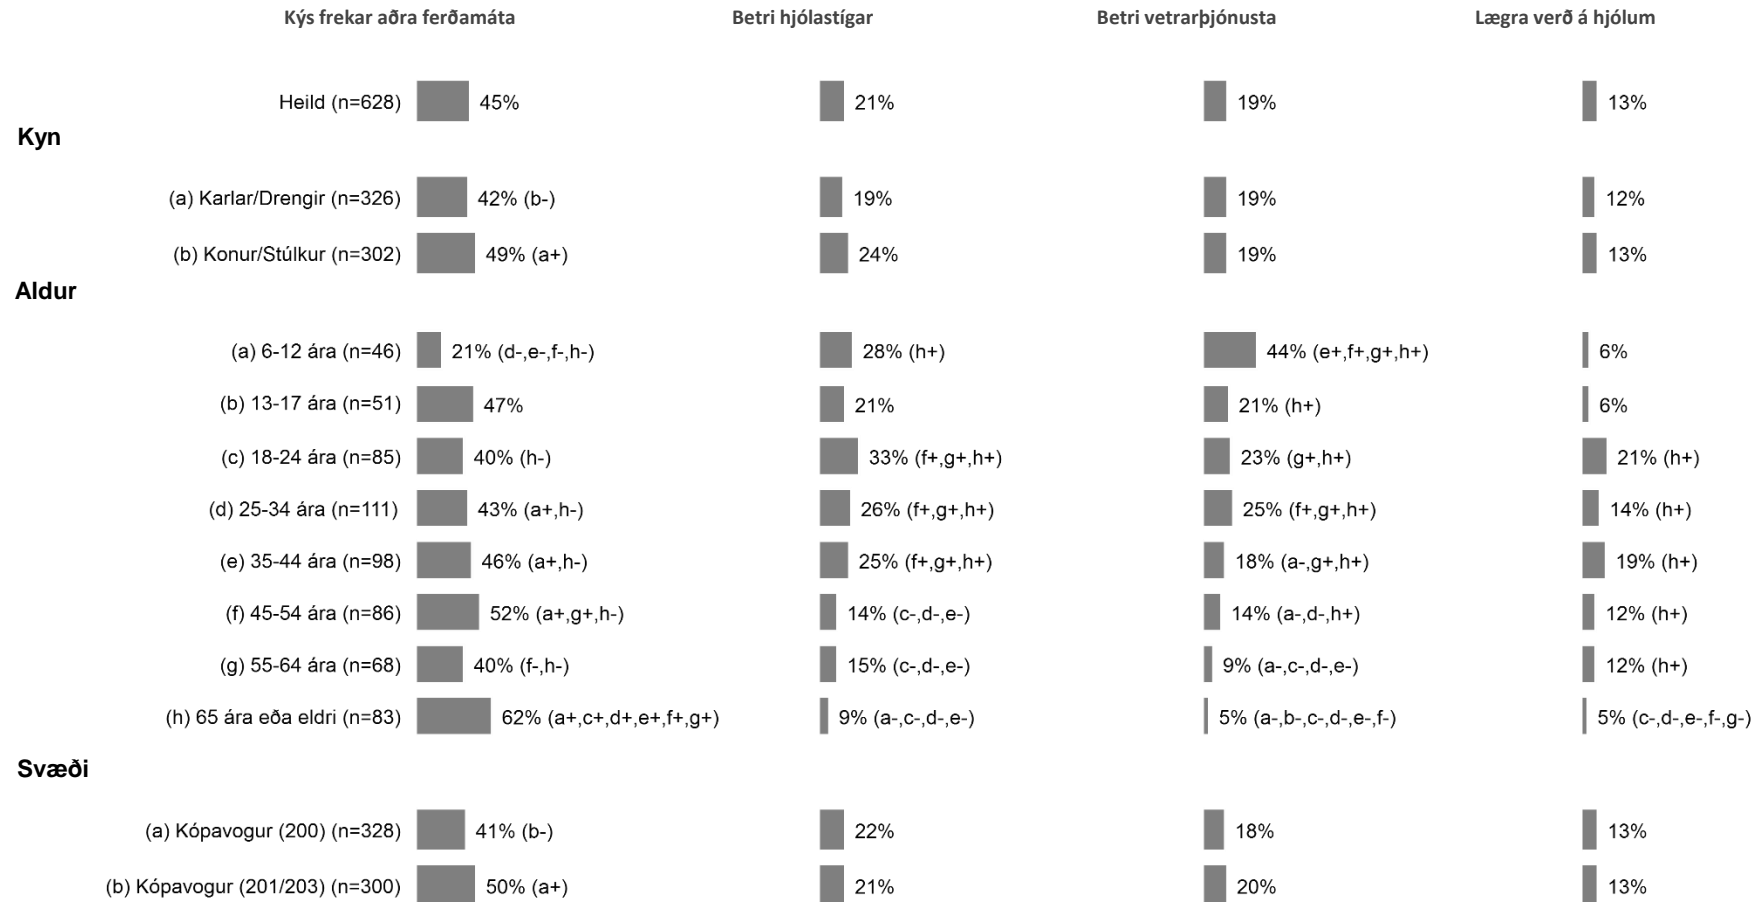 Kýs frekar aðra ferðamáta Betri hjólastígar Betri vetrarþjónusta Lægra verð á hjólum
Heild (n=628) 45% 21% 19% 13%
Kyn
(a) Karlar/Drengir (n=326) 42% (b-) 19% 19% 12%
(b) Konur/Stúlkur (n=302) 49% (a+) 24% 19% 13%
Aldur
(a) 6-12 ára (n=46) 21% (d-,e-,f-,h-) 28% (h+) 44% (e+,f+,g+,h+) 6%
(b) 13-17 ára (n=51) 47% 21% 21% (h+) 6%
(c) 18-24 ára (n=85) 40% (h-) 33% (f+,g+,h+) 23% (g+,h+) 21% (h+)
(d) 25-34 ára (n=111) 43% (a+,h-) 26% (f+,g+,h+) 25% (f+,g+,h+) 14% (h+)
(e) 35-44 ára (n=98) 46% (a+,h-) 25% (f+,g+,h+) 18% (a-,g+,h+) 19% (h+)
(f) 45-54 ára (n=86) 52% (a+,g+,h-) 14% (c-,d-,e-) 14% (a-,d-,h+) 12% (h+)
(g) 55-64 ára (n=68) 40% (f-,h-) 15% (c-,d-,e-) 9% (a-,c-,d-,e-) 12% (h+)
(h) 65 ára eða eldri (n=83) 62% (a+,c+,d+,e+,f+,g+) 9% (a-,c-,d-,e-) 5% (a-,b-,c-,d-,e-,f-) 5% (c-,d-,e-,f-,g-)
Svæði
(a) Kópavogur (200) (n=328) 41% (b-) 22% 18% 13%
(b) Kópavogur (201/203) (n=300) 50% (a+) 21% 20% 13%